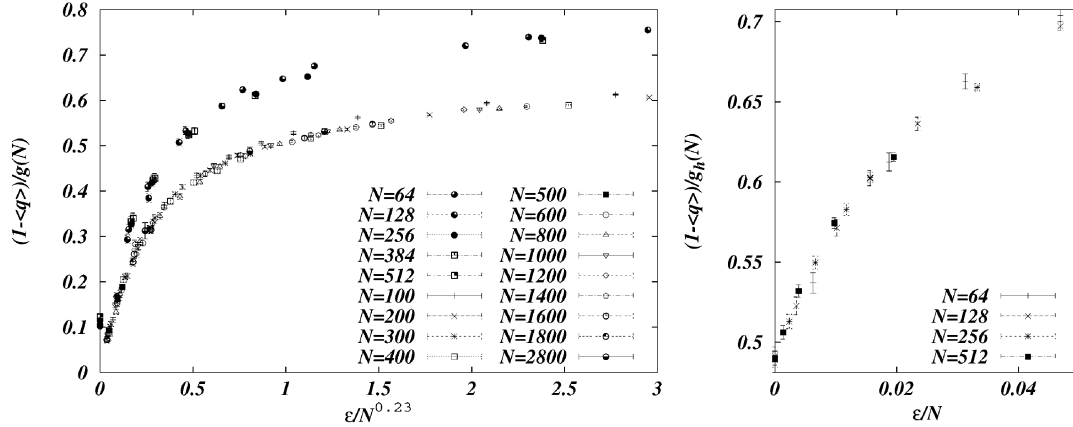 (1-<q>)/g(N)
0.8
0.7
0.6
0.5
0.4
0.3
0.2
0.1
0
0 0.5 1 1.5 2 2.5 3
ε/N^0.23
N=64
N=128
N=256
N=384
N=512
N=100
N=200
N=300
N=400
N=500
N=600
N=800
N=1000
N=1200
N=1400
N=1600
N=1800
N=2800
(1-<q>)/g_h(N)
0.7
0.65
0.6
0.55
0.5
0 0.02 0.04
ε/N
N=64
N=128
N=256
N=512